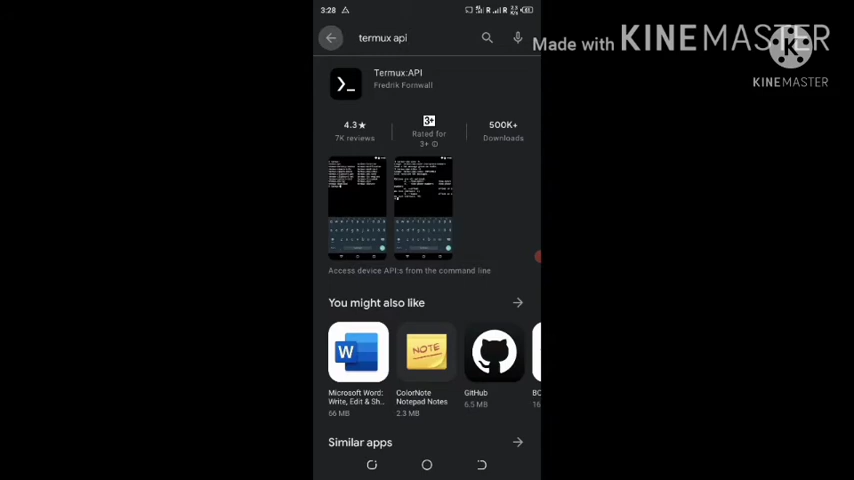 3:28
termux api
Made with KINEMASTER
KINEMASTER
Termux:API
Fredrik Fornwall
4.3★
7K reviews
3+
Rated for
3+
500K+
Downloads
Access device API:s from the command line
You might also like
W
NOTE
Microsoft Word:
Write, Edit & Sh..
66 MB
ColorNote
Notepad Notes
2.3 MB
GitHub
6.5 MB
Similar apps